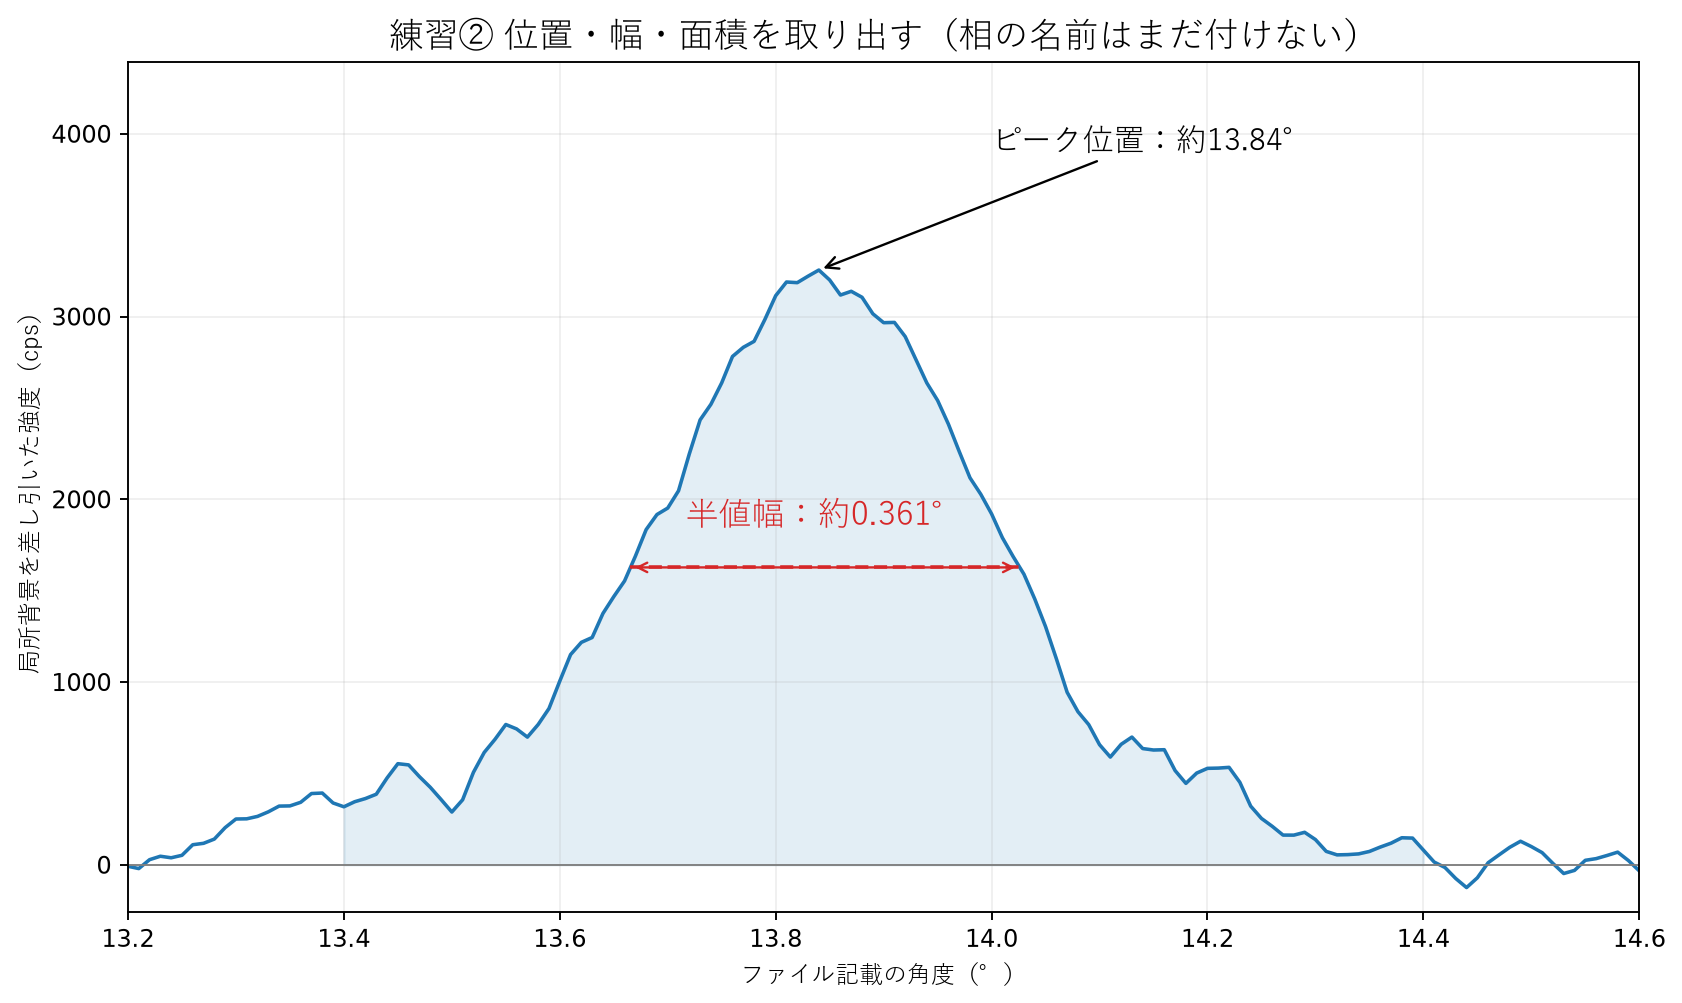 練習② 位置・幅・面積を取り出す（相の名前はまだ付けない）
局所背景を差し引いた強度（cps）
4000
3000
2000
1000
0
ピーク位置：約13.84°
半値幅：約0.361°
13.2 13.4 13.6 13.8 14.0 14.2 14.4 14.6
ファイル記載の角度（°）